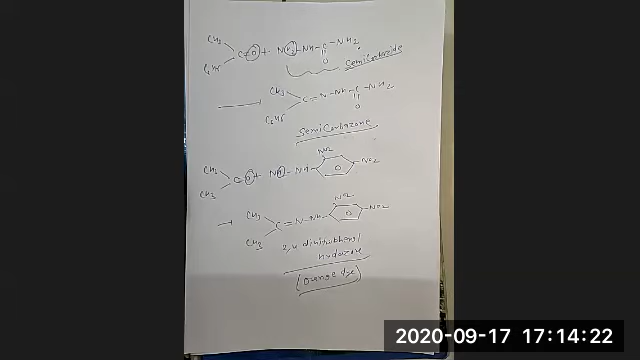 CH3
C=O + NH2-NH-C-NH2
C2H5 O
Semicarbazide
CH3
→ C=N-NH-C-NH2
C2H5 O
Semicarbazone
NO2
CH3
C=O + NH2-NH- -NO2
CH3
NO2
CH3
→ C=N-NH- -NO2
CH3
2,4 dinitrophenyl
hydrazone
(Orange dye)
2020-09-17 17:14:22